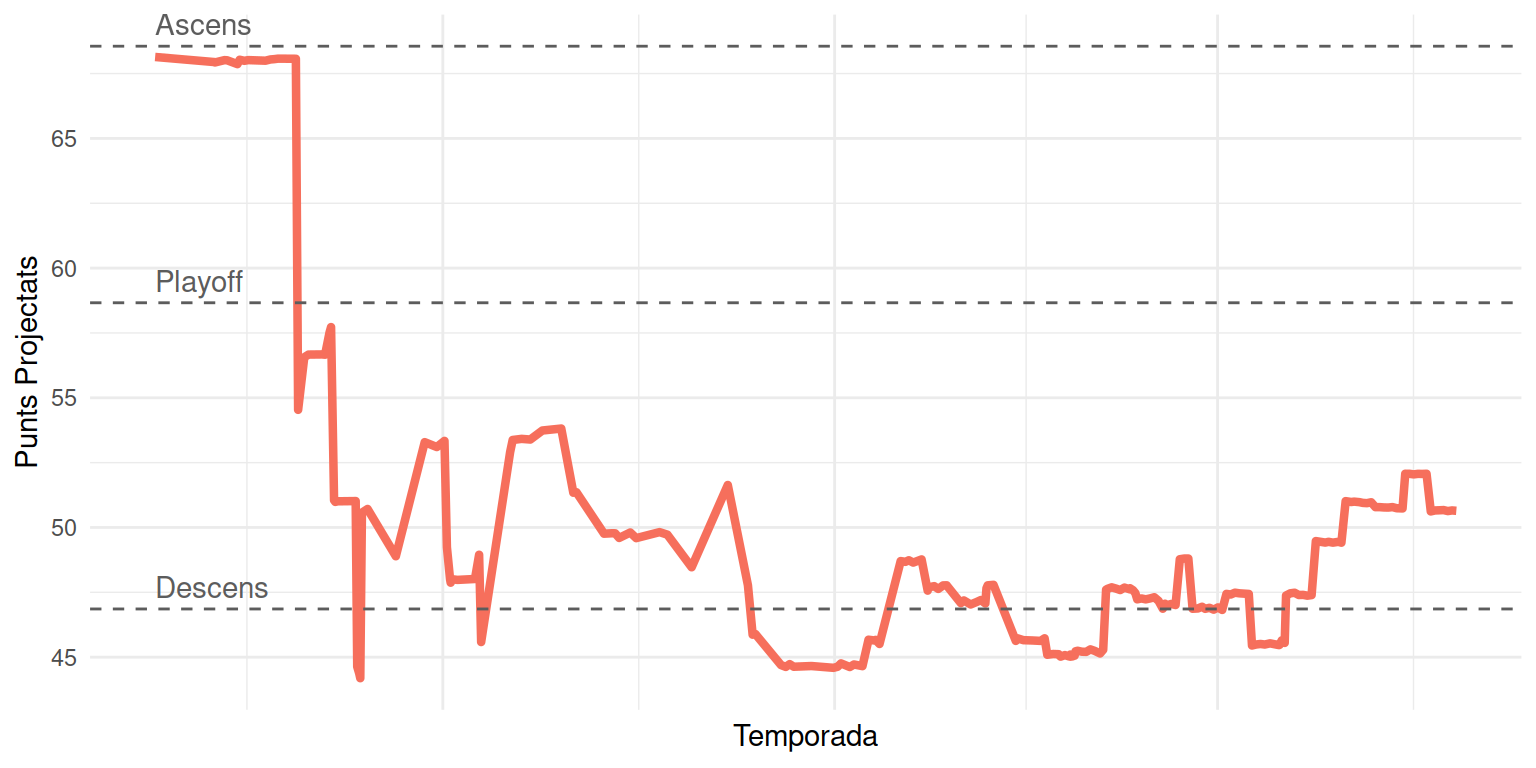 Ascens
65
60
Playoff
55
Punts Projectats
50
Descens
45
Temporada